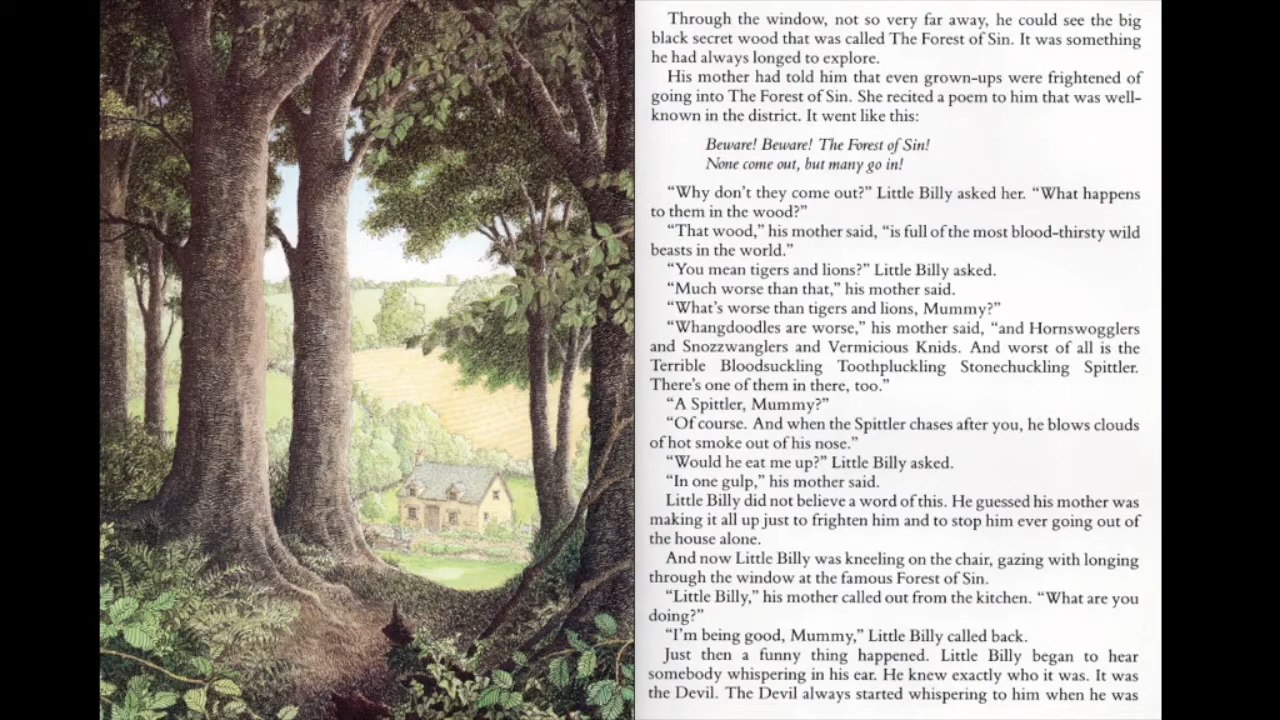 Through the window, not so very far away, he could see the big
black secret wood that was called The Forest of Sin. It was something
he had always longed to explore.
His mother had told him that even grown-ups were frightened of
going into The Forest of Sin. She recited a poem to him that was well-
known in the district. It went like this:
Beware! Beware! The Forest of Sin!
None come out, but many go in!
“Why don’t they come out?” Little Billy asked her. “What happens
to them in the wood?”
“That wood,” his mother said, “is full of the most blood-thirsty wild
beasts in the world.”
“You mean tigers and lions?” Little Billy asked.
“Much worse than that,” his mother said.
“What’s worse than tigers and lions, Mummy?”
“Whangdoodles are worse,” his mother said, “and Hornswogglers
and Snozzwanglers and Vermicious Knids. And worst of all is the
Terrible Bloodsuckling Toothpluckling Stonechuckling Spittler.
There’s one of them in there, too.”
“A Spittler, Mummy?”
“Of course. And when the Spittler chases after you, he blows clouds
of hot smoke out of his nose.”
“Would he eat me up?” Little Billy asked.
“In one gulp,” his mother said.
Little Billy did not believe a word of this. He guessed his mother was
making it all up just to frighten him and to stop him ever going out of
the house alone.
And now Little Billy was kneeling on the chair, gazing with longing
through the window at the famous Forest of Sin.
“Little Billy,” his mother called out from the kitchen. “What are you
doing?”
“I’m being good, Mummy,” Little Billy called back.
Just then a funny thing happened. Little Billy began to hear
somebody whispering in his ear. He knew exactly who it was. It was
the Devil. The Devil always started whispering to him when he was